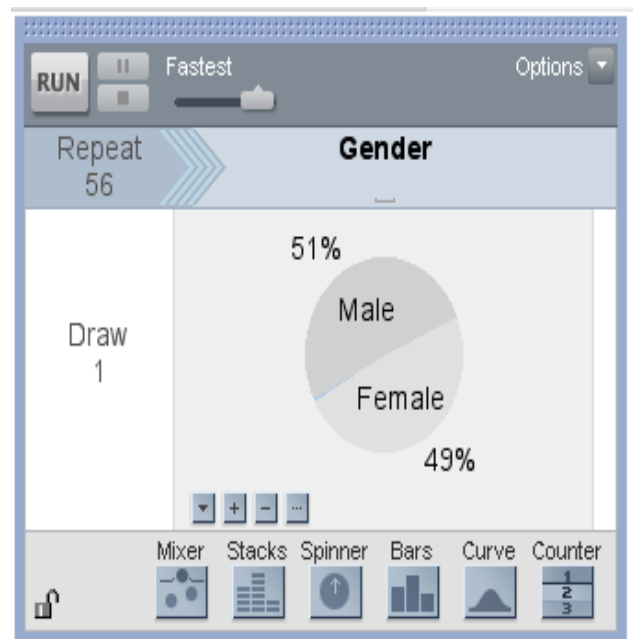 RUN Fastest Options
Repeat
56
Gender
51%
Male
Draw
1
Female
49%
Mixer Stacks Spinner Bars Curve Counter
1
2
3